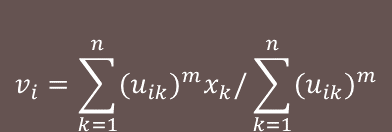 v_i = \sum_{k=1}^{n} (u_{ik})^m x_k / \sum_{k=1}^{n} (u_{ik})^m